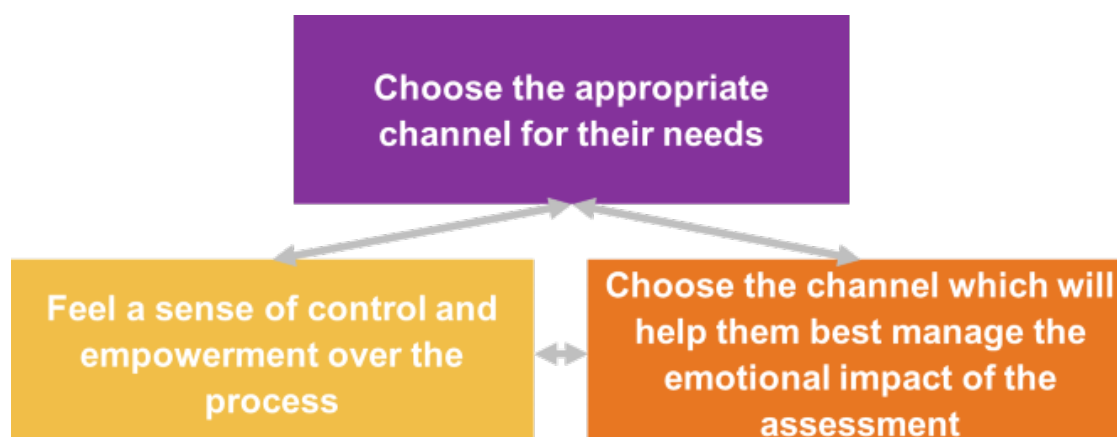 Choose the appropriate
channel for their needs
Feel a sense of control and
empowerment over the
process
Choose the channel which will
help them best manage the
emotional impact of the
assessment